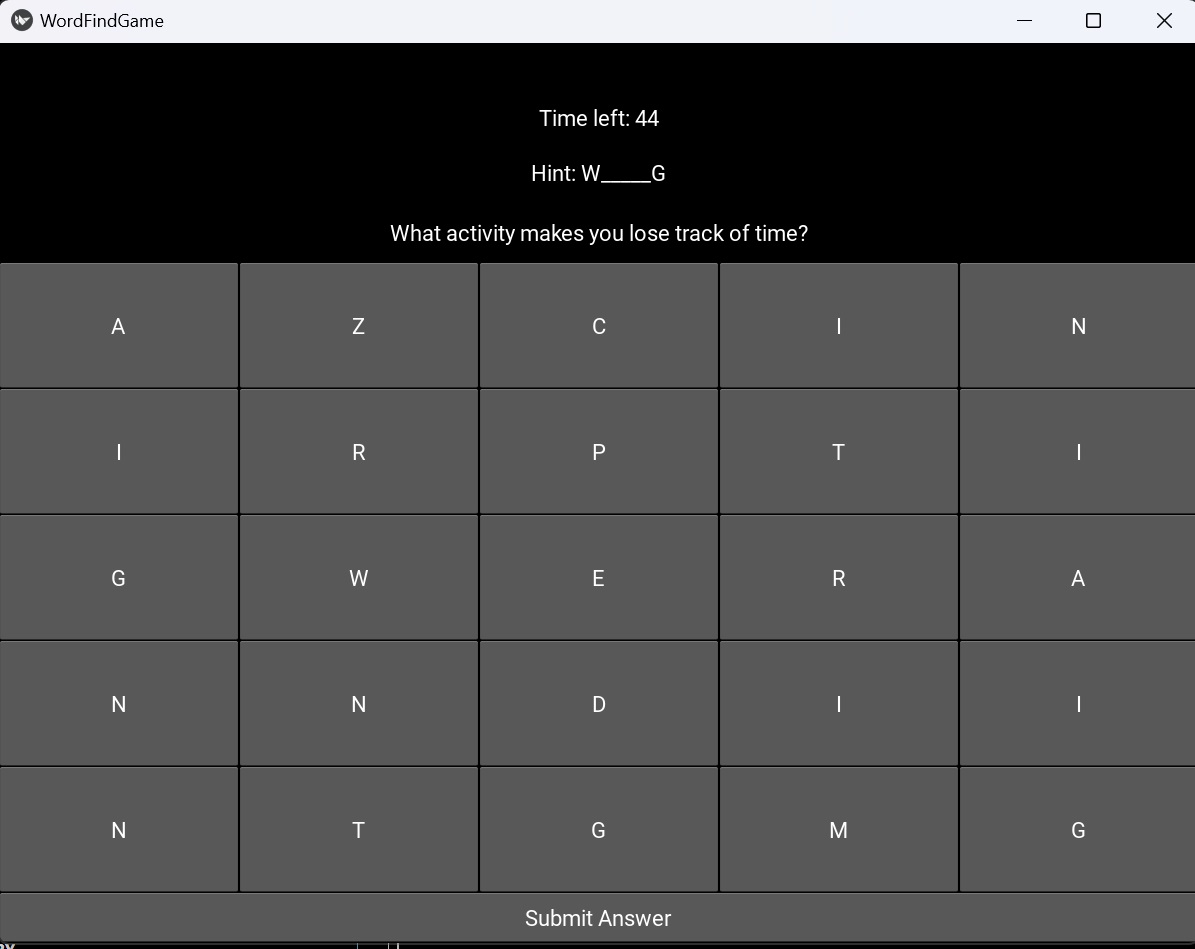 WordFindGame
Time left: 44
Hint: W_____G
What activity makes you lose track of time?
A Z C I N
I R P T I
G W E R A
N N D I I
N T G M G
Submit Answer